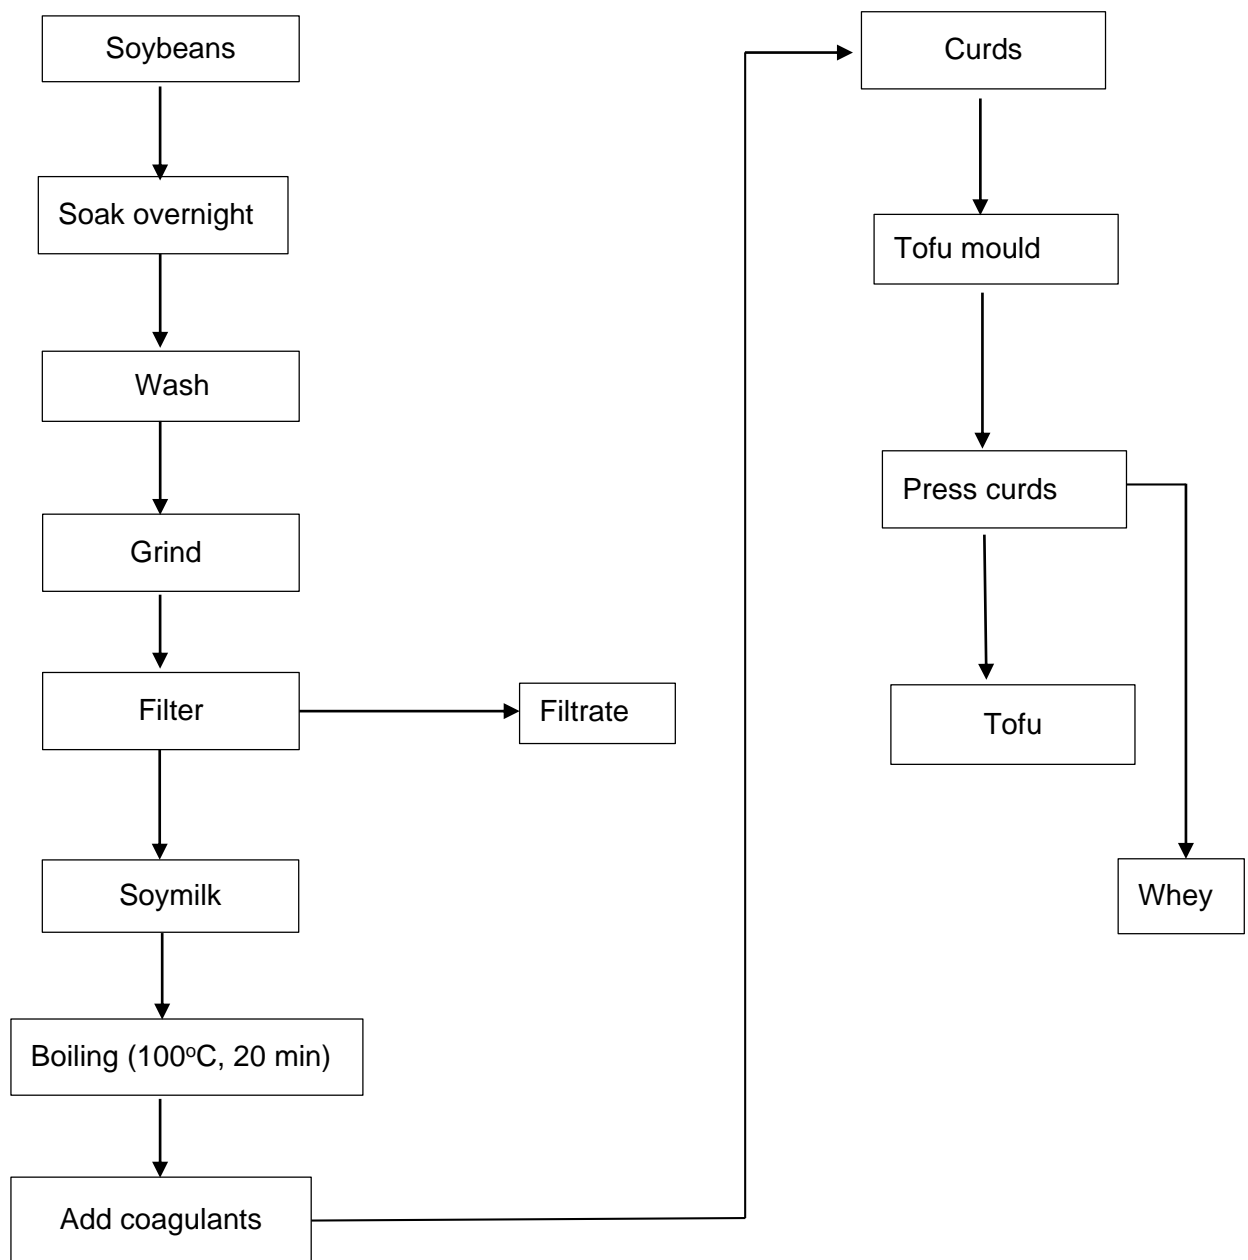 Soybeans
Soak overnight
Wash
Grind
Filter
Filtrate
Soymilk
Boiling (100°C, 20 min)
Add coagulants
Curds
Tofu mould
Press curds
Tofu
Whey